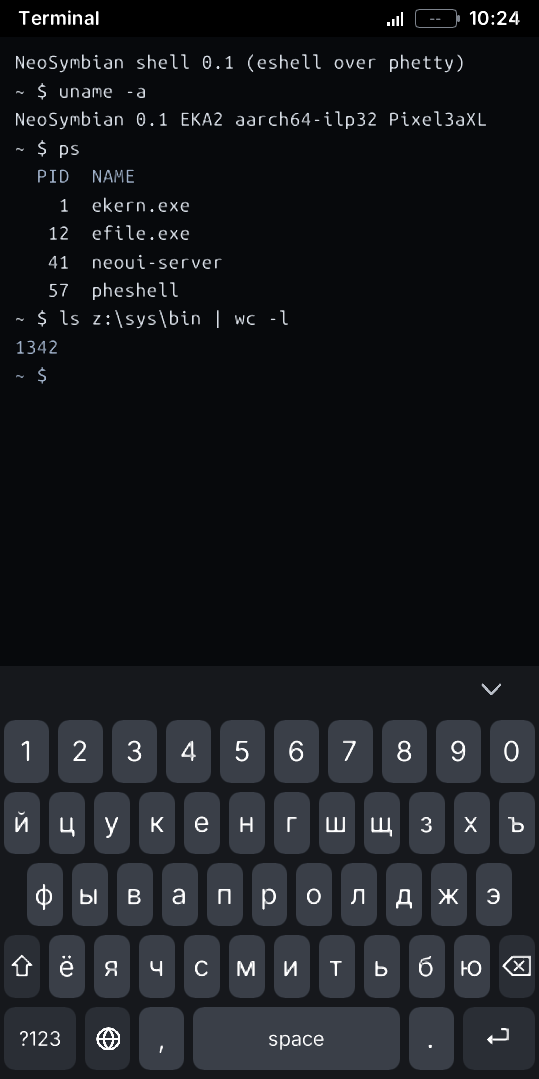 Terminal -- 10:24
NeoSymbian shell 0.1 (eshell over phetty)
~ $ uname -a
NeoSymbian 0.1 EKA2 aarch64-ilp32 Pixel3aXL
~ $ ps
PID NAME
1 ekern.exe
12 efile.exe
41 neoui-server
57 pheshell
~ $ ls z:\sys\bin | wc -l
1342
~ $
1 2 3 4 5 6 7 8 9 0
й ц у к е н г ш щ з х ъ
ф ы в а п р о л д ж э
ё я ч с м и т ь б ю
?123 , space .